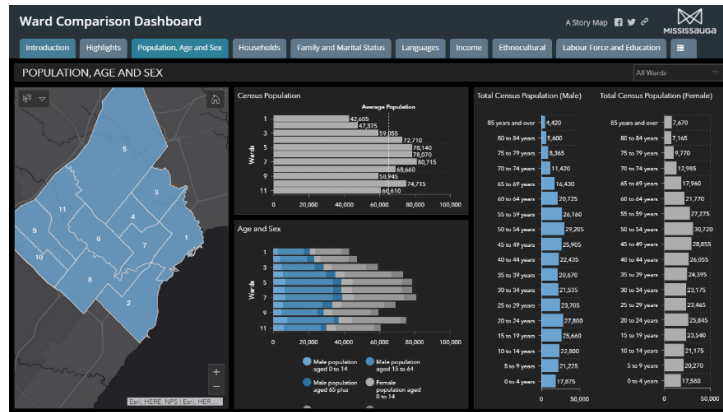 Ward Comparison Dashboard
A Story Map
MISSISSAUGA
Introduction
Highlights
Population, Age and Sex
Households
Family and Marital Status
Languages
Income
Ethnocultural
Labour Force and Education
POPULATION, AGE AND SEX
All Wards
5
3
11
4
9
6
7
1
10
8
2
Esri, HERE, NPS | Esri, HER...
Census Population
Average Population
Wards
1
3
5
7
9
11
42,605
47,375
59,055
72,710
78,140
78,070
80,715
68,660
58,945
74,715
60,610
0 20,000 40,000 60,000 80,000 100,000
Age and Sex
Wards
1
3
5
7
9
11
0 20,000 40,000 60,000 80,000 100,000
Male population aged 0 to 14
Male population aged 15 to 64
Male population aged 65 plus
Female population aged 0 to 14
Total Census Population (Male)
85 years and over 4,420
80 to 84 years 5,600
75 to 79 years 8,365
70 to 74 years 11,420
65 to 69 years 16,430
60 to 64 years 20,725
55 to 59 years 26,160
50 to 54 years 29,205
45 to 49 years 25,905
40 to 44 years 22,435
35 to 39 years 20,670
30 to 34 years 21,535
25 to 29 years 23,705
20 to 24 years 27,800
15 to 19 years 25,660
10 to 14 years 22,800
5 to 9 years 21,225
0 to 4 years 17,875
0 50,000
Total Census Population (Female)
85 years and over 7,670
80 to 84 years 7,165
75 to 79 years 9,770
70 to 74 years 12,985
65 to 69 years 17,960
60 to 64 years 21,770
55 to 59 years 27,275
50 to 54 years 30,720
45 to 49 years 28,855
40 to 44 years 26,055
35 to 39 years 24,395
30 to 34 years 23,175
25 to 29 years 23,465
20 to 24 years 25,845
15 to 19 years 23,540
10 to 14 years 21,175
5 to 9 years 20,270
0 to 4 years 17,580
0 50,000